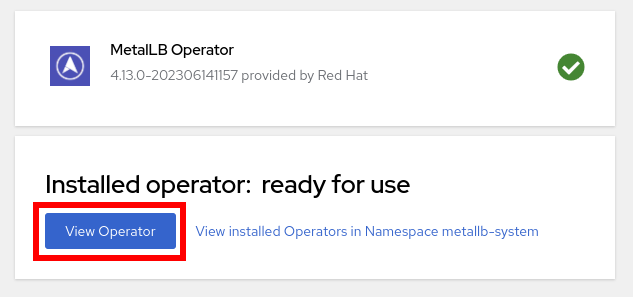 MetalLB Operator
4.13.0-202306141157 provided by Red Hat
Installed operator: ready for use
View Operator View installed Operators in Namespace metallb-system